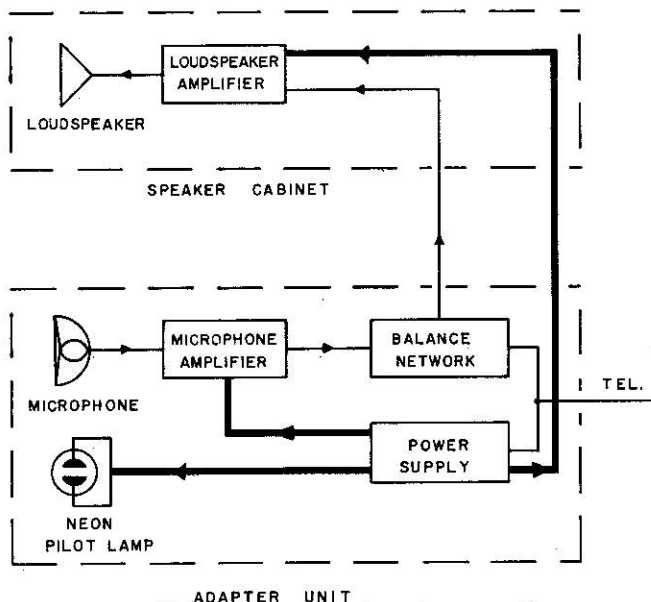 LOUDSPEAKER
AMPLIFIER
LOUDSPEAKER
SPEAKER CABINET
MICROPHONE
AMPLIFIER
BALANCE
NETWORK
TEL.
MICROPHONE
POWER
SUPPLY
NEON
PILOT LAMP
ADAPTER UNIT